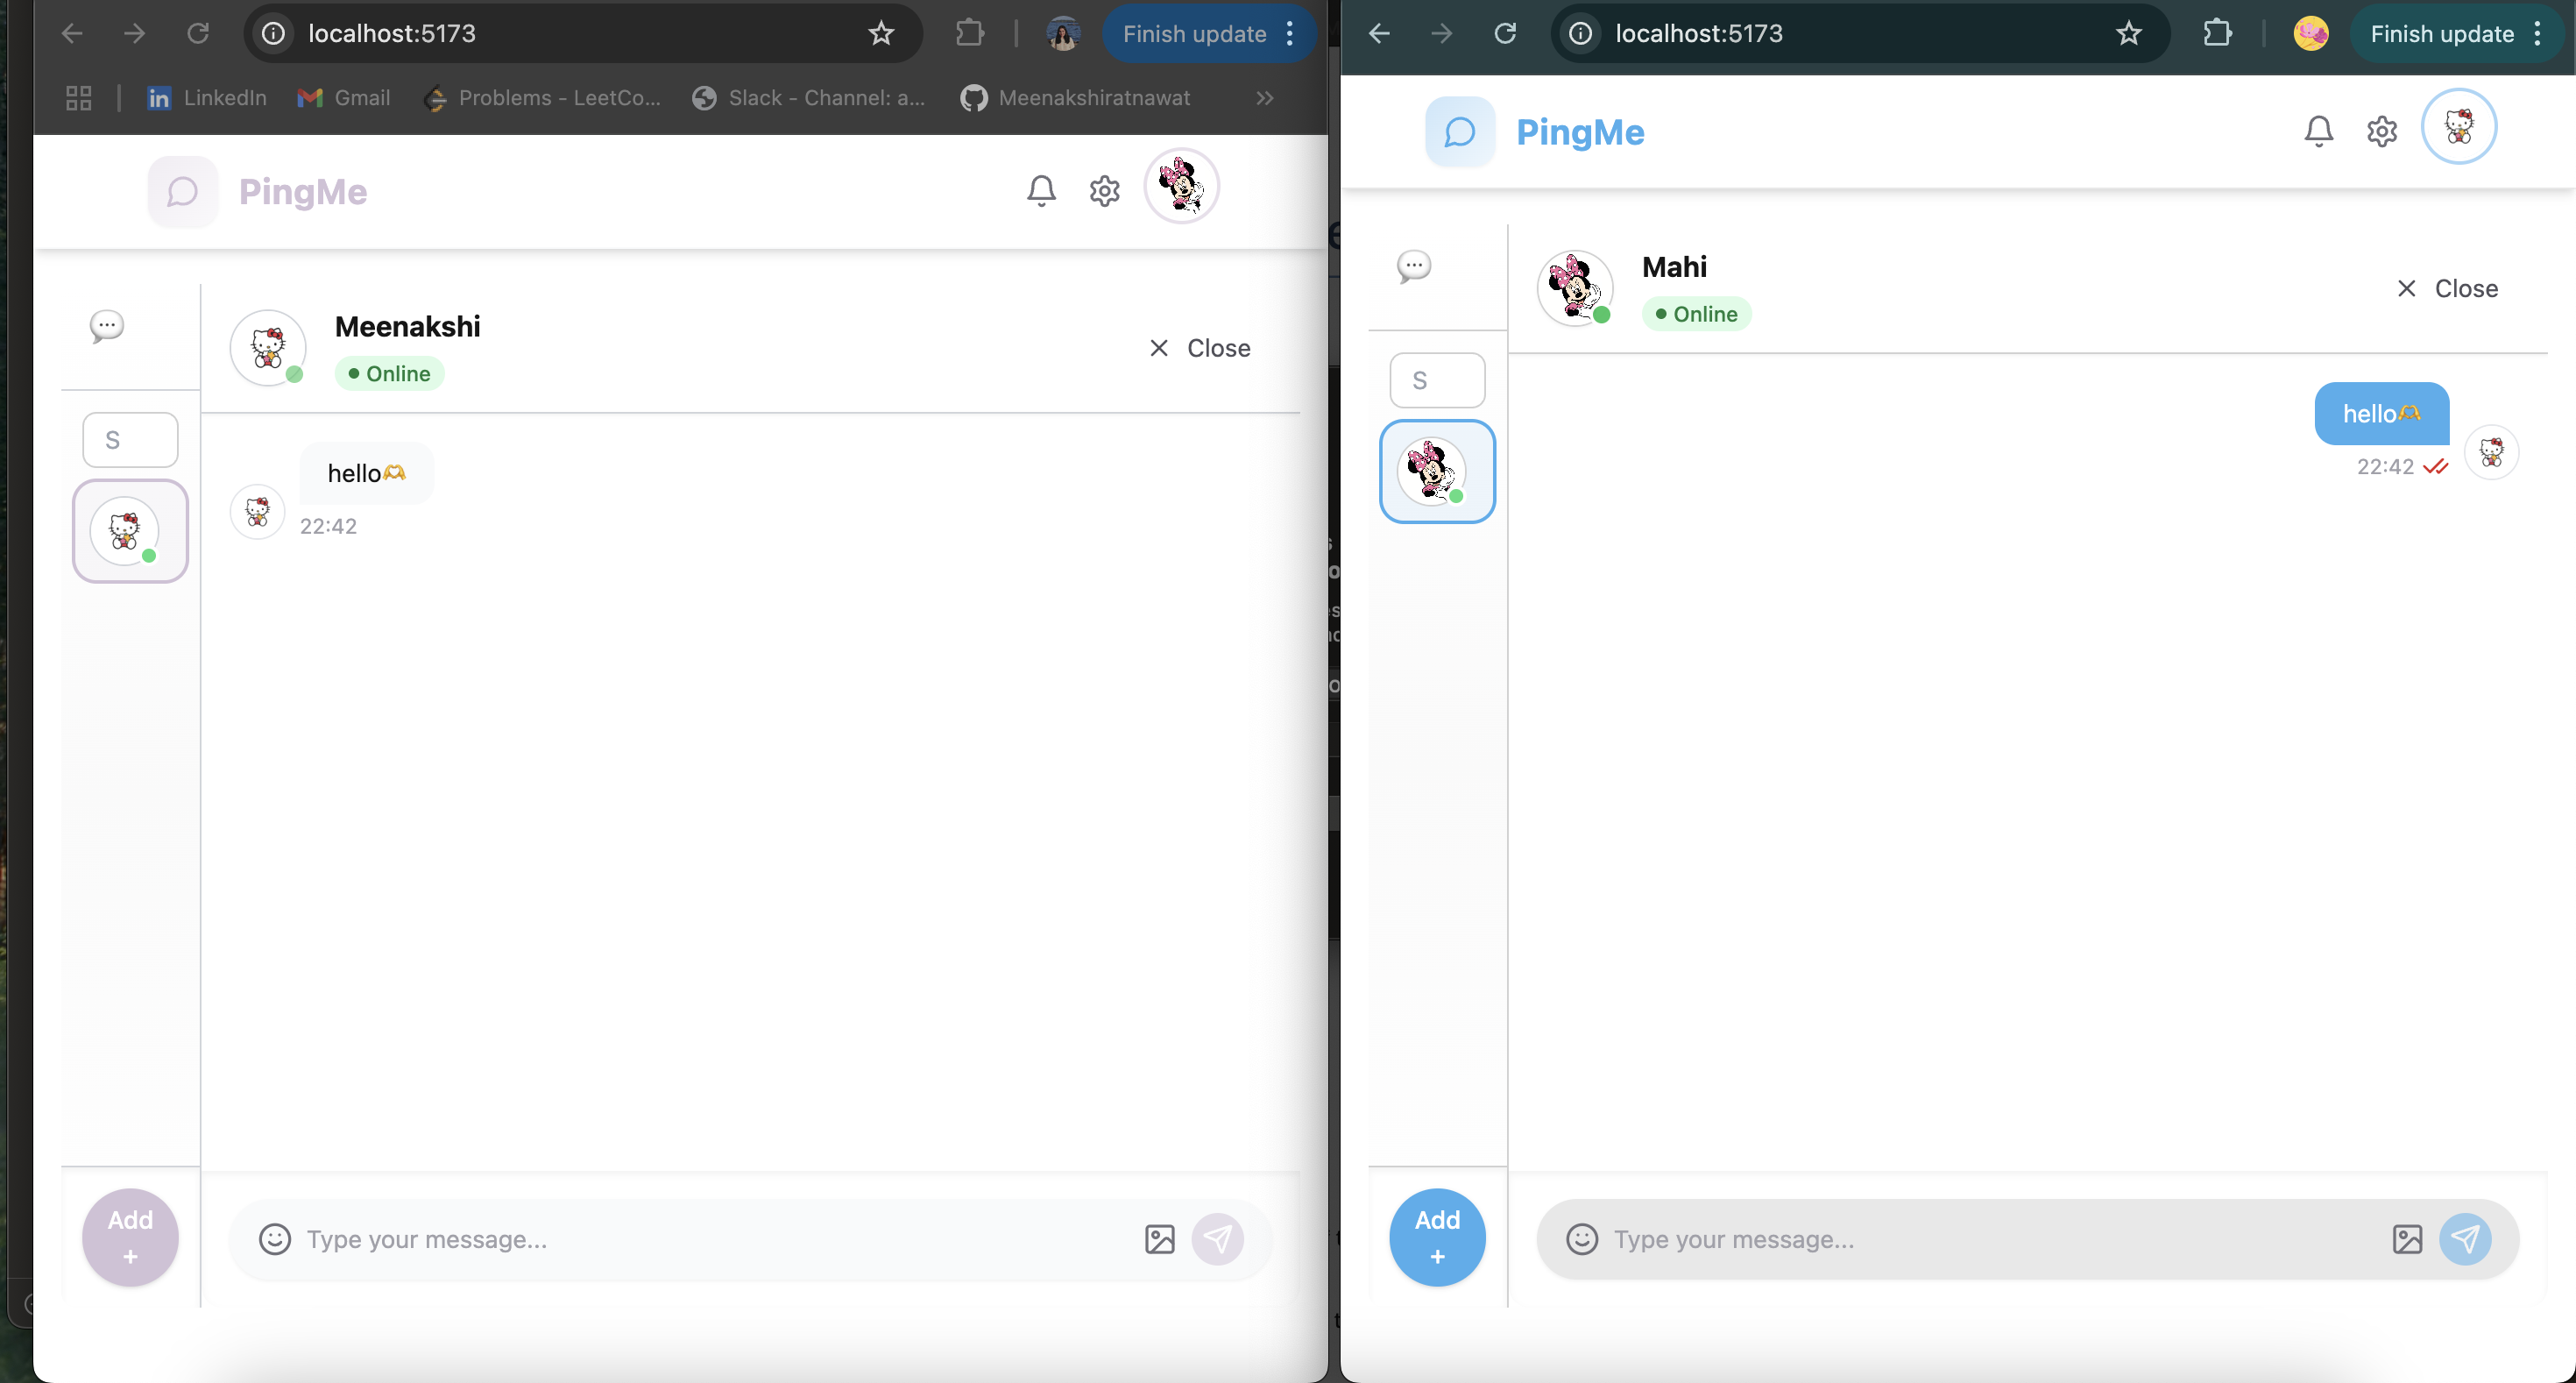 localhost:5173
Finish update
LinkedIn
Gmail
Problems - LeetCo...
Slack - Channel: a...
Meenakshiratnawat
PingMe
Meenakshi
Online
Close
S
hello🫶
22:42
Add
+
Type your message...
localhost:5173
Finish update
PingMe
Mahi
Online
Close
S
hello🫶
22:42
Add
+
Type your message...